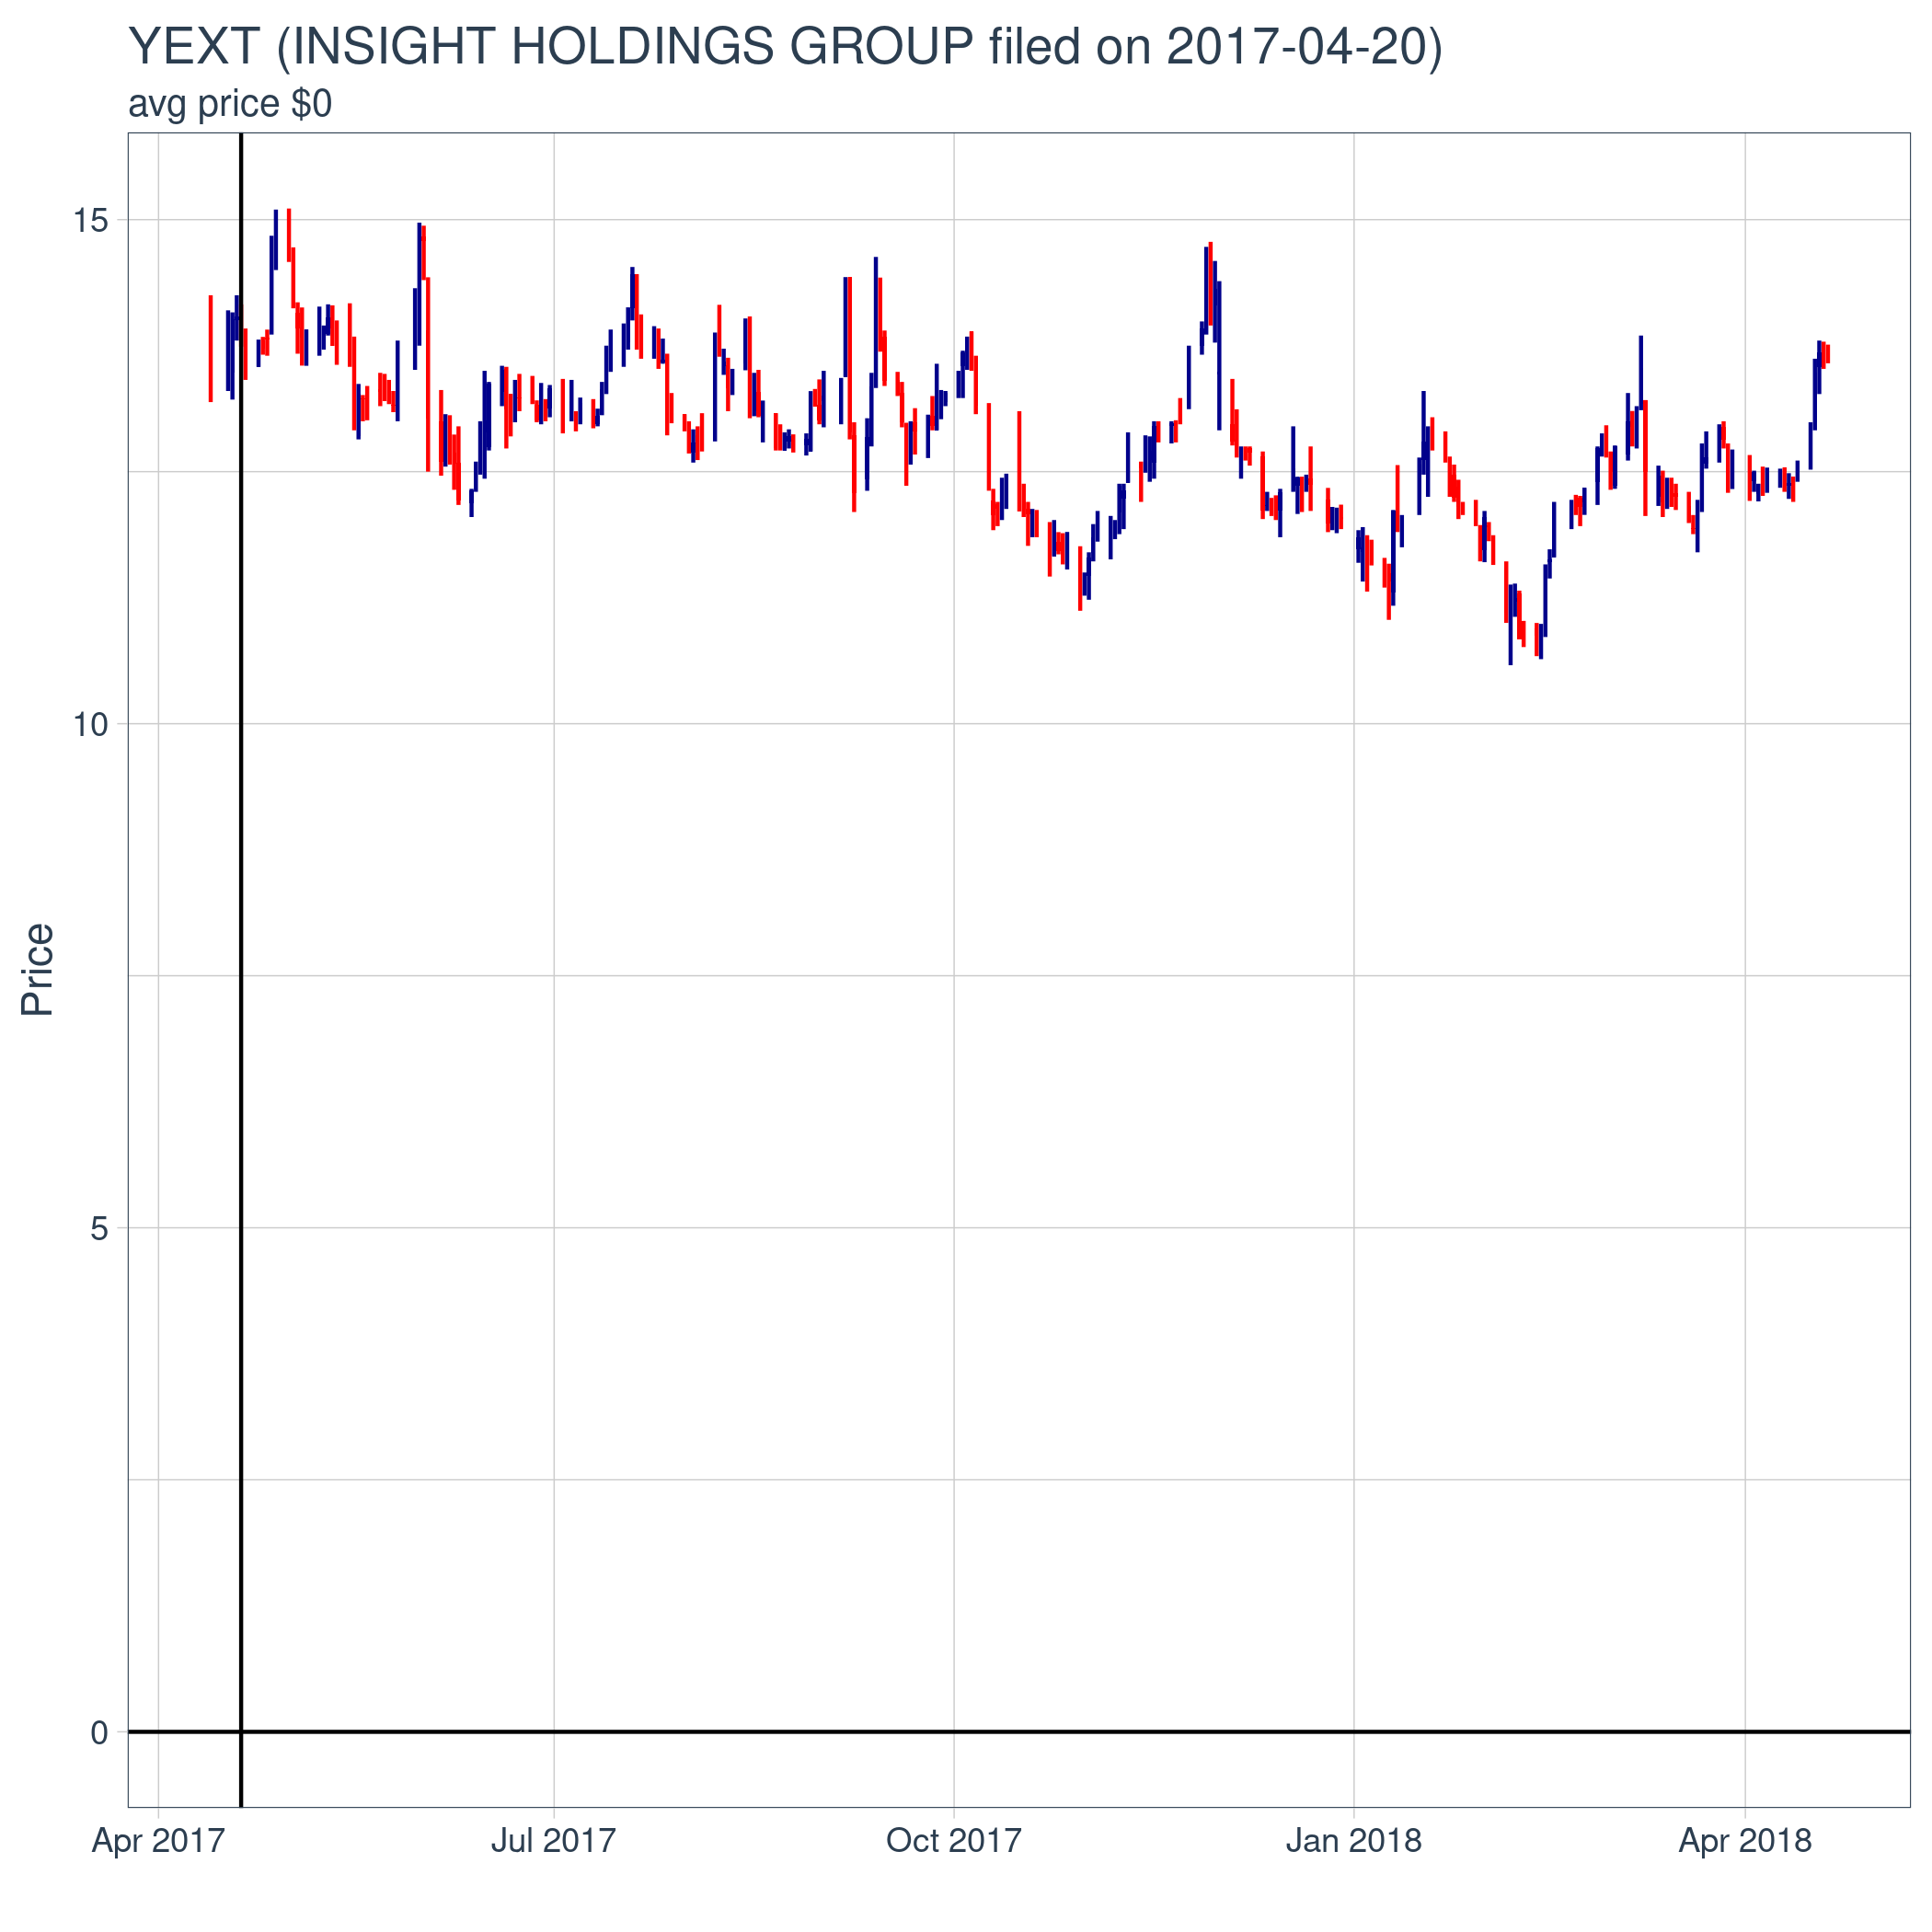 YEXT (INSIGHT HOLDINGS GROUP filed on 2017-04-20)
avg price $0
15
10
5
0
Price
Apr 2017 Jul 2017 Oct 2017 Jan 2018 Apr 2018